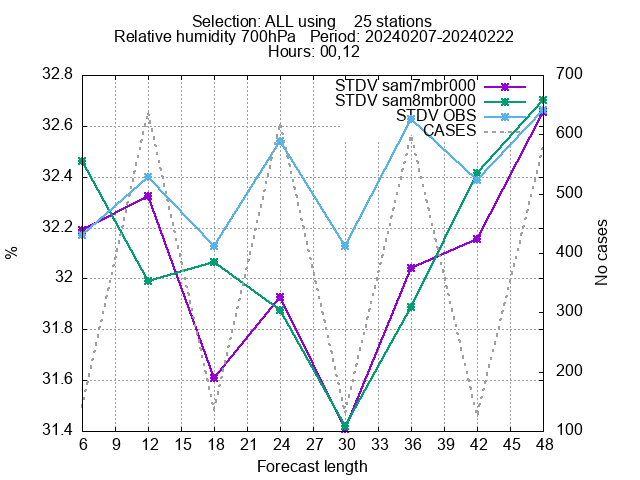 Selection: ALL using    25 stations
Relative humidity 700hPa   Period: 20240207-20240222
Hours: 00,12
STDV sam7mbr000
STDV sam8mbr000
STDV OBS
CASES
32.8
32.6
32.4
32.2
32
31.8
31.6
31.4
%
700
600
500
400
300
200
100
No cases
6 9 12 15 18 21 24 27 30 33 36 39 42 45 48
Forecast length